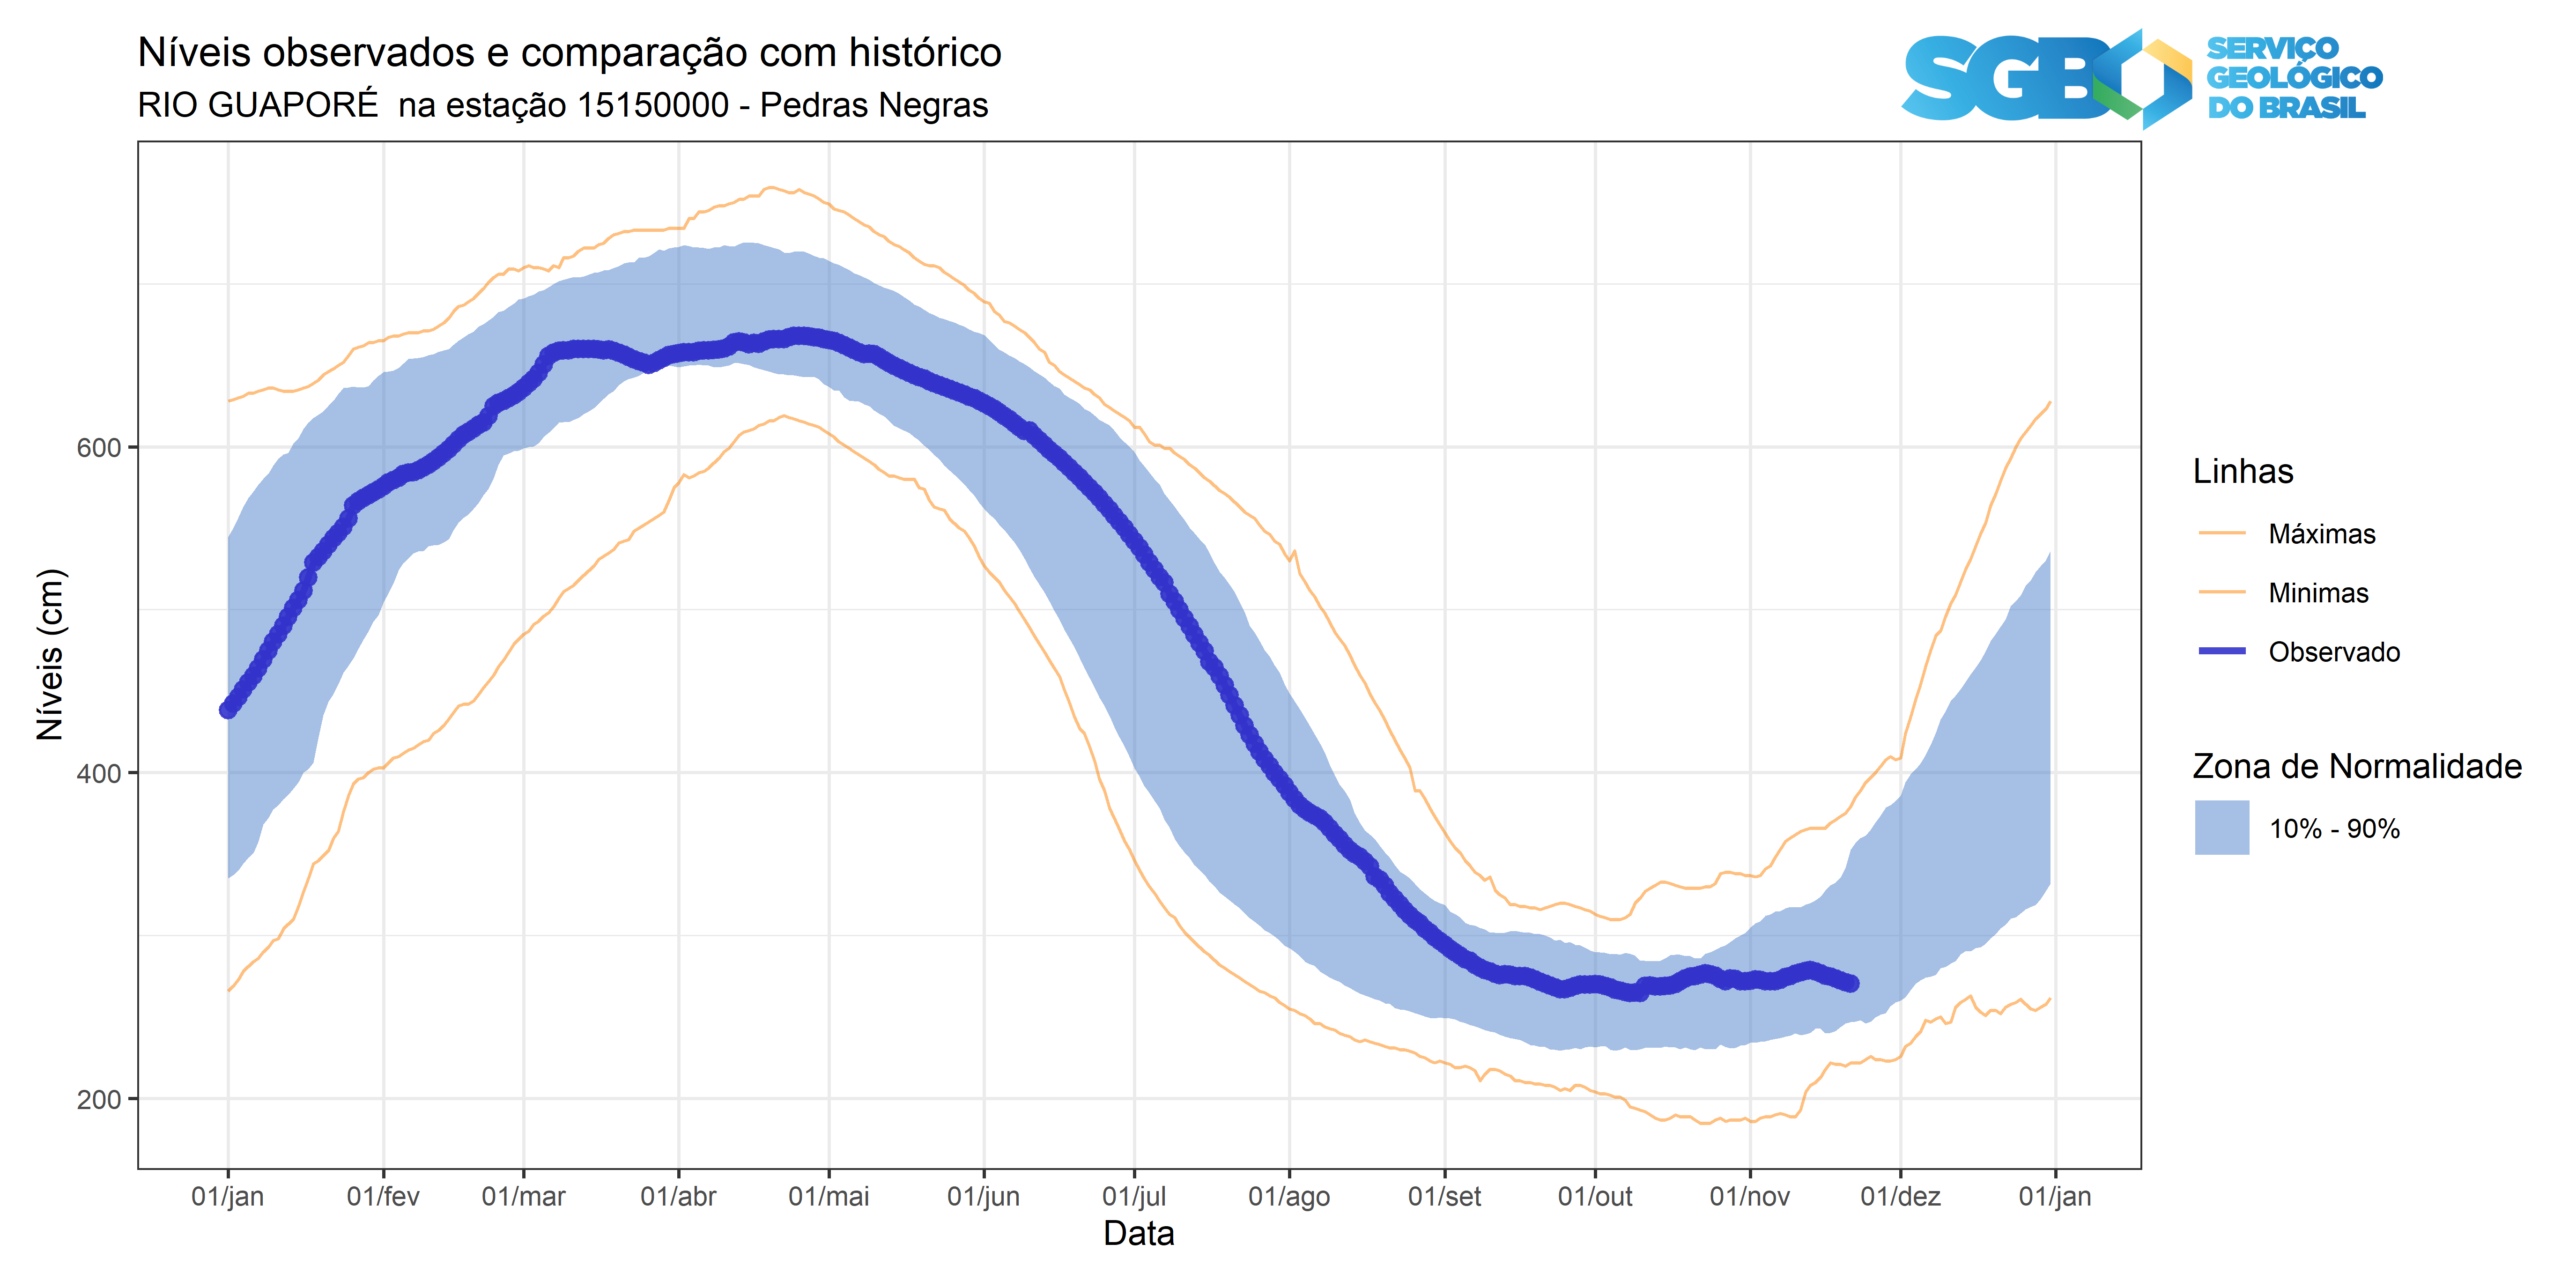 Níveis observados e comparação com histórico
RIO GUAPORÉ  na estação 15150000 - Pedras Negras
SGB
SERVIÇO
GEOLÓGICO
DO BRASIL
Níveis (cm)
600
400
200
01/jan
01/fev
01/mar
01/abr
01/mai
01/jun
01/jul
01/ago
01/set
01/out
01/nov
01/dez
01/jan
Data
Linhas
Máximas
Minimas
Observado
Zona de Normalidade
10% - 90%